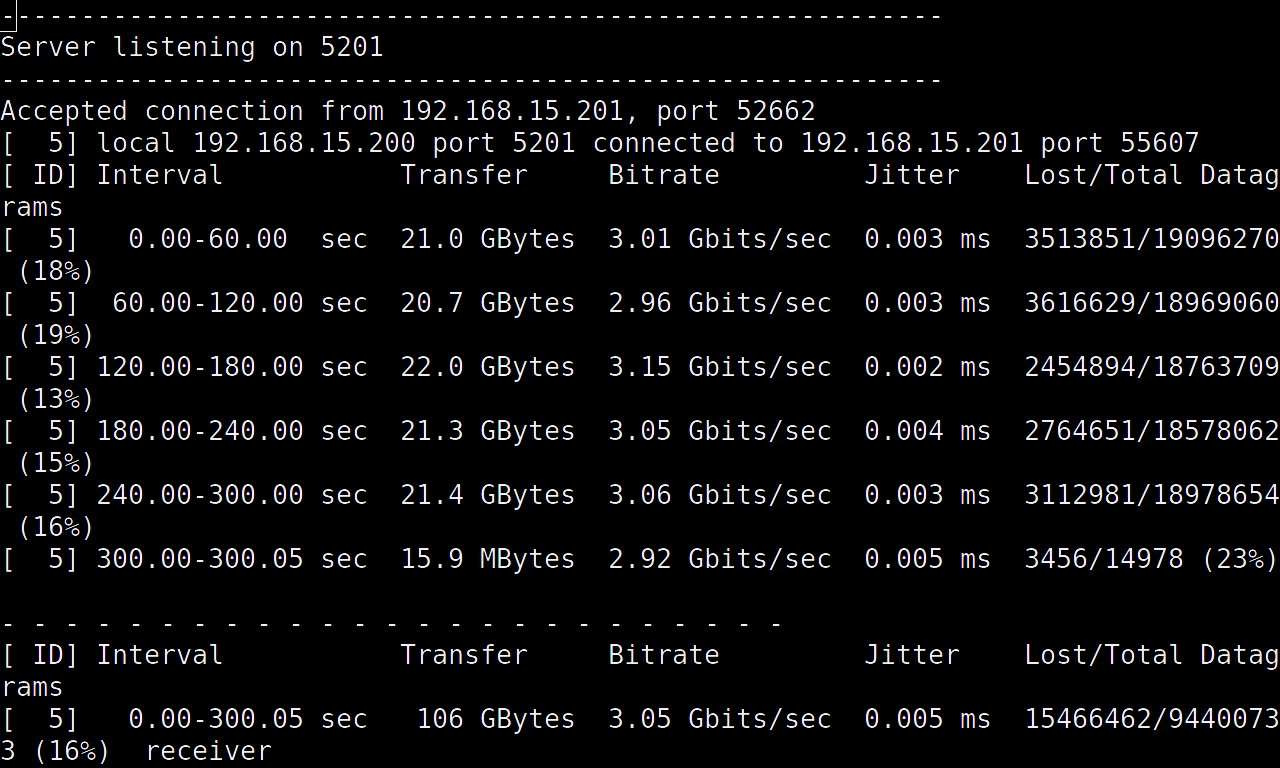 -----------------------------------------------------------
Server listening on 5201
-----------------------------------------------------------
Accepted connection from 192.168.15.201, port 52662
[  5] local 192.168.15.200 port 5201 connected to 192.168.15.201 port 55607
[ ID] Interval           Transfer     Bitrate         Jitter    Lost/Total Datag
rams
[  5]   0.00-60.00  sec  21.0 GBytes  3.01 Gbits/sec  0.003 ms  3513851/19096270
 (18%)
[  5]  60.00-120.00 sec  20.7 GBytes  2.96 Gbits/sec  0.003 ms  3616629/18969060
 (19%)
[  5] 120.00-180.00 sec  22.0 GBytes  3.15 Gbits/sec  0.002 ms  2454894/18763709
 (13%)
[  5] 180.00-240.00 sec  21.3 GBytes  3.05 Gbits/sec  0.004 ms  2764651/18578062
 (15%)
[  5] 240.00-300.00 sec  21.4 GBytes  3.06 Gbits/sec  0.003 ms  3112981/18978654
 (16%)
[  5] 300.00-300.05 sec  15.9 MBytes  2.92 Gbits/sec  0.005 ms  3456/14978 (23%)
- - - - - - - - - - - - - - - - - - - - - - - - -
[ ID] Interval           Transfer     Bitrate         Jitter    Lost/Total Datag
rams
[  5]   0.00-300.05 sec   106 GBytes  3.05 Gbits/sec  0.005 ms  15466462/9440073
3 (16%)  receiver